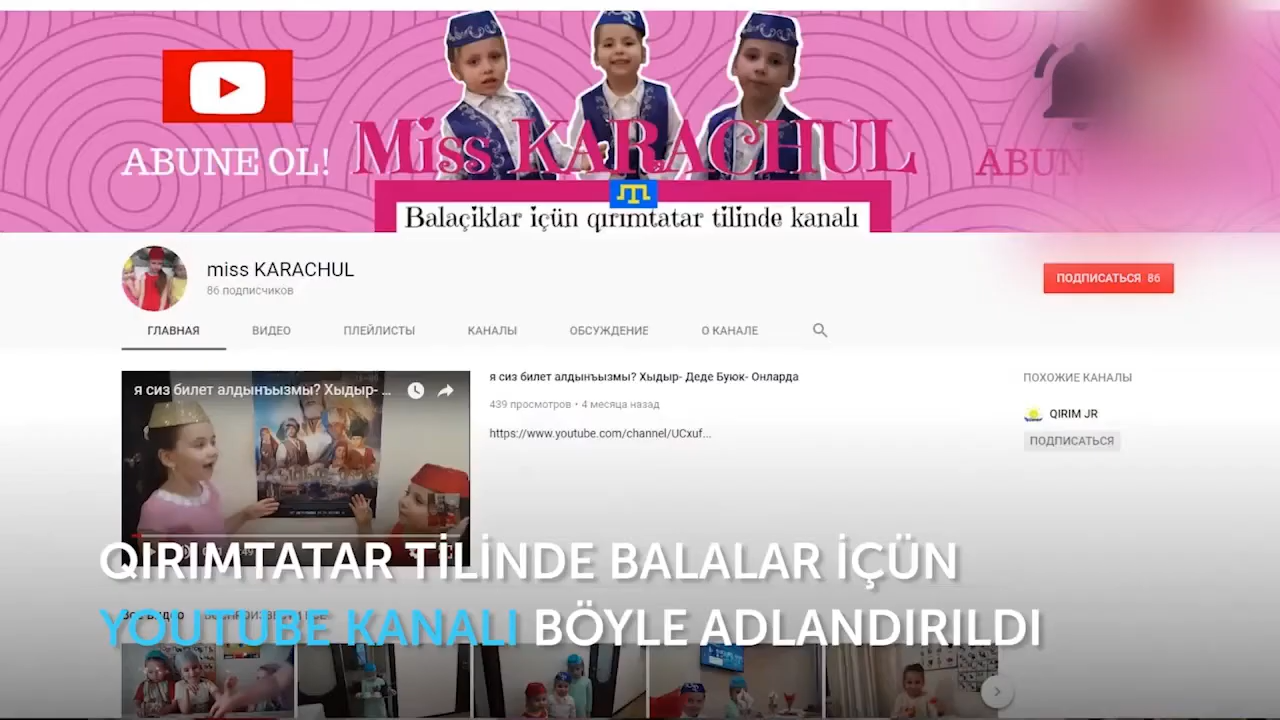 ABUNE OL!
Miss KARACHUL
ABUN
Balaçiklar içün qırımtatar tilinde kanalı
miss KARACHUL
86 подписчиков
ПОДПИСАТЬСЯ 86
ГЛАВНАЯ ВИДЕО ПЛЕЙЛИСТЫ КАНАЛЫ ОБСУЖДЕНИЕ О КАНАЛЕ
я сиз билет алдынъызмы? Хыдыр- ...
я сиз билет алдынъызмы? Хыдыр- Деде Буюк- Онларда
439 просмотров • 4 месяца назад
https://www.youtube.com/channel/UCxuf...
ПОХОЖИЕ КАНАЛЫ
QIRIM JR
ПОДПИСАТЬСЯ
QIRIMTATAR TİLİNDE BALALAR İÇÜN
YOUTUBE KANALI BÖYLE ADLANDIRILDI